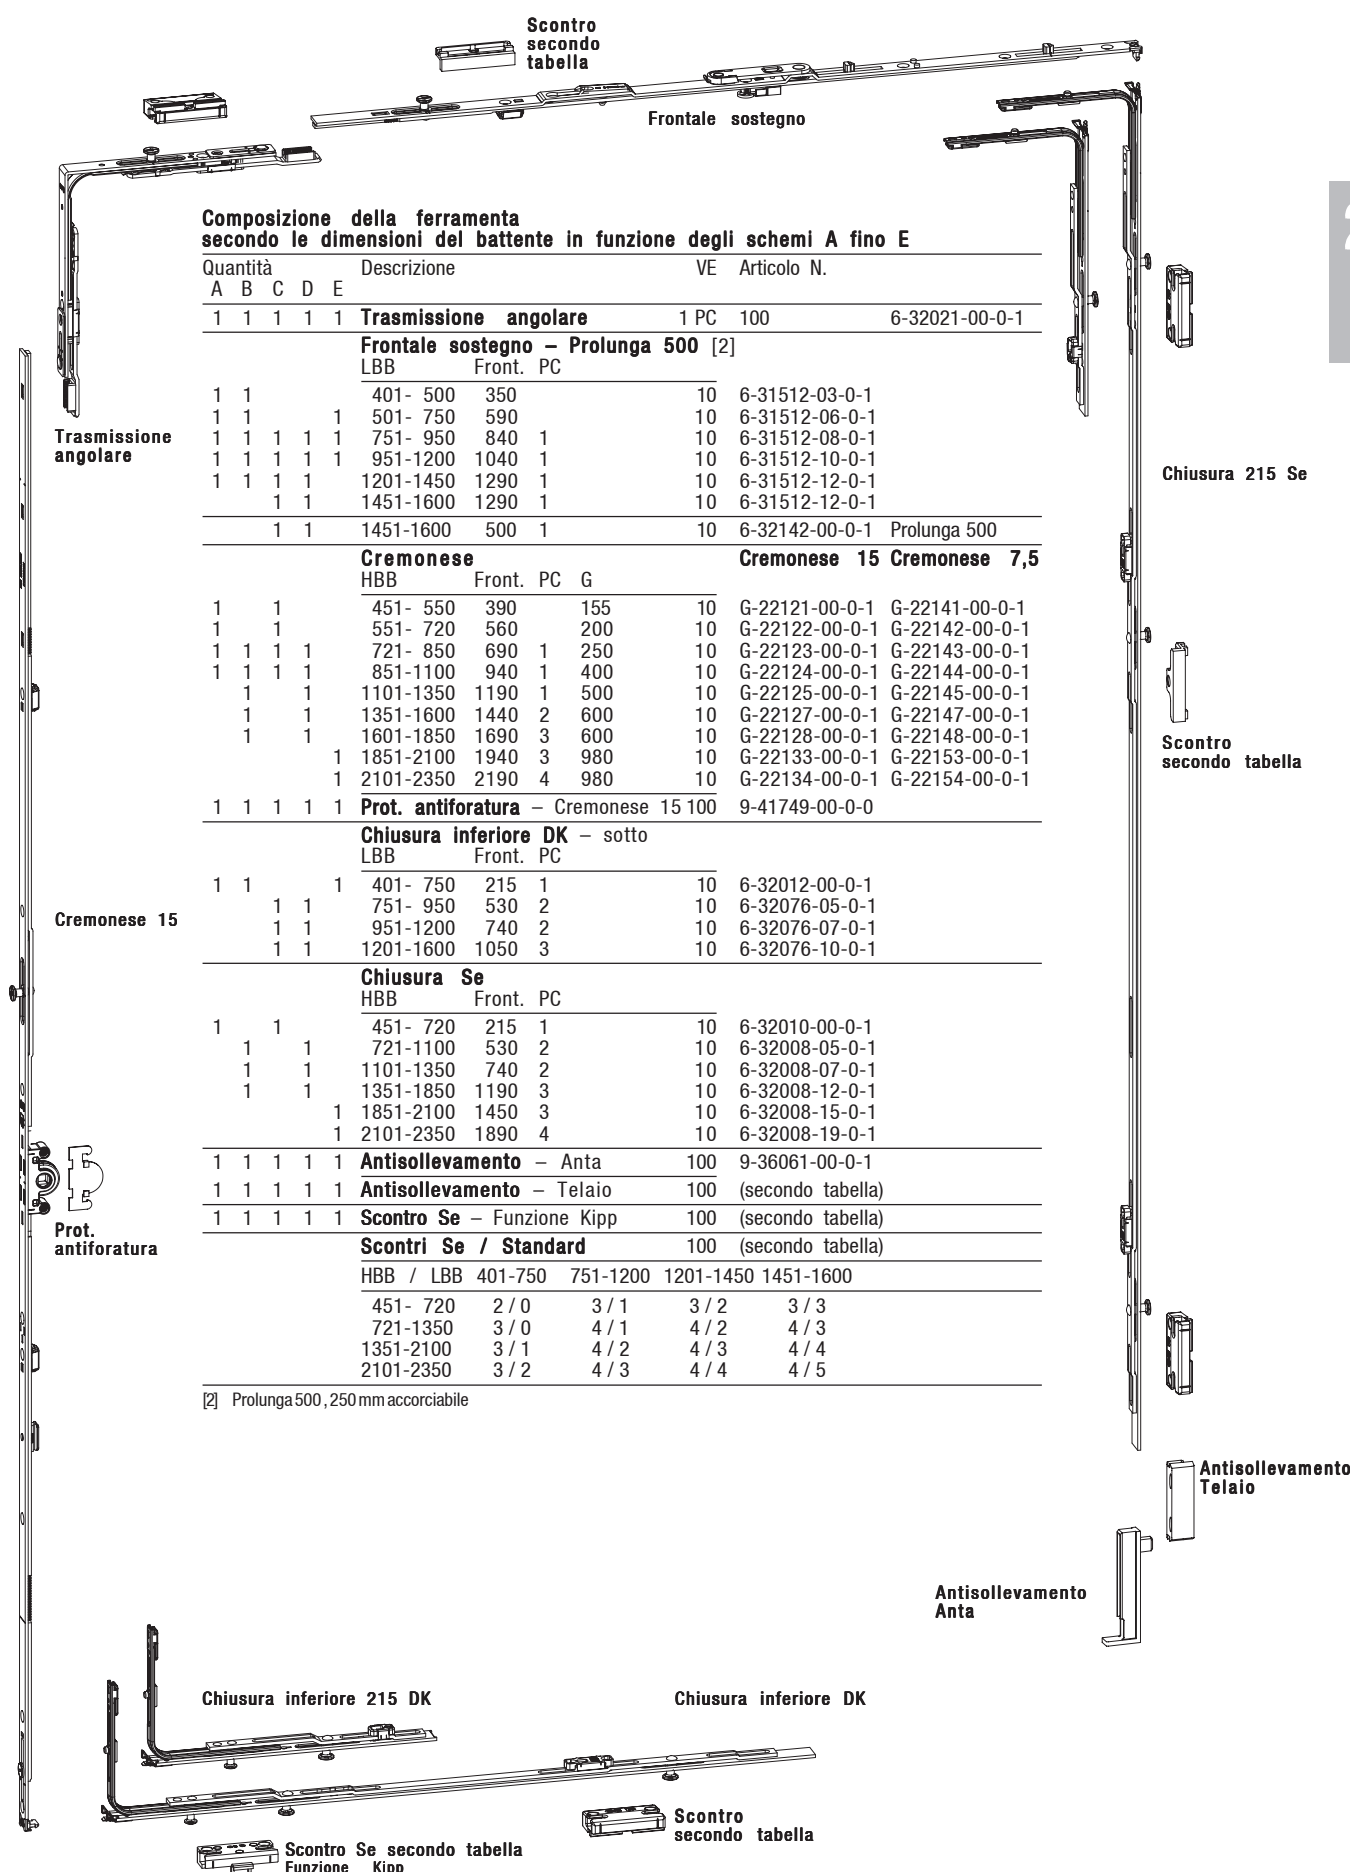 Scontro
secondo
tabella
Frontale sostegno
Composizione della ferramenta
secondo le dimensioni del battente in funzione degli schemi A fino E
Quantità Descrizione VE Articolo N.
A B C D E
1 1 1 1 1 Trasmissione angolare 1 PC 100 6-32021-00-0-1
Frontale sostegno – Prolunga 500 [2]
LBB Front. PC
1 1 401- 500 350 10 6-31512-03-0-1
1 1 1 501- 750 590 10 6-31512-06-0-1
1 1 1 1 1 751- 950 840 1 10 6-31512-08-0-1
1 1 1 1 1 951-1200 1040 1 10 6-31512-10-0-1
1 1 1 1 1201-1450 1290 1 10 6-31512-12-0-1
1 1 1451-1600 1290 1 10 6-31512-12-0-1
1 1 1451-1600 500 1 10 6-32142-00-0-1 Prolunga 500
Cremonese Cremonese 15 Cremonese 7,5
HBB Front. PC G
1 1 451- 550 390 155 10 G-22121-00-0-1 G-22141-00-0-1
1 1 551- 720 560 200 10 G-22122-00-0-1 G-22142-00-0-1
1 1 1 1 721- 850 690 1 250 10 G-22123-00-0-1 G-22143-00-0-1
1 1 1 1 851-1100 940 1 400 10 G-22124-00-0-1 G-22144-00-0-1
1 1 1101-1350 1190 1 500 10 G-22125-00-0-1 G-22145-00-0-1
1 1 1351-1600 1440 2 600 10 G-22127-00-0-1 G-22147-00-0-1
1 1 1601-1850 1690 3 600 10 G-22128-00-0-1 G-22148-00-0-1
1 1851-2100 1940 3 980 10 G-22133-00-0-1 G-22153-00-0-1
1 2101-2350 2190 4 980 10 G-22134-00-0-1 G-22154-00-0-1
1 1 1 1 1 Prot. antiforatura – Cremonese 15 100 9-41749-00-0-0
Chiusura inferiore DK – sotto
LBB Front. PC
1 1 1 401- 750 215 1 10 6-32012-00-0-1
1 1 751- 950 530 2 10 6-32076-05-0-1
1 1 951-1200 740 2 10 6-32076-07-0-1
1 1 1201-1600 1050 3 10 6-32076-10-0-1
Chiusura Se
HBB Front. PC
1 1 451- 720 215 1 10 6-32010-00-0-1
1 1 721-1100 530 2 10 6-32008-05-0-1
1 1 1101-1350 740 2 10 6-32008-07-0-1
1 1 1351-1850 1190 3 10 6-32008-12-0-1
1 1851-2100 1450 3 10 6-32008-15-0-1
1 2101-2350 1890 4 10 6-32008-19-0-1
1 1 1 1 1 Antisollevamento – Anta 100 9-36061-00-0-1
1 1 1 1 1 Antisollevamento – Telaio 100 (secondo tabella)
1 1 1 1 1 Scontro Se – Funzione Kipp 100 (secondo tabella)
Scontri Se / Standard 100 (secondo tabella)
HBB / LBB 401-750 751-1200 1201-1450 1451-1600
451- 720 2 / 0 3 / 1 3 / 2 3 / 3
721-1350 3 / 0 4 / 1 4 / 2 4 / 3
1351-2100 3 / 1 4 / 2 4 / 3 4 / 4
2101-2350 3 / 2 4 / 3 4 / 4 4 / 5
[2] Prolunga 500 , 250 mm accorciabile
Trasmissione
angolare
Cremonese 15
Prot.
antiforatura
Chiusura 215 Se
Scontro
secondo tabella
Antisollevamento
Telaio
Antisollevamento
Anta
Chiusura inferiore 215 DK
Chiusura inferiore DK
Scontro
secondo tabella
Scontro Se secondo tabella
Funzione Kipp